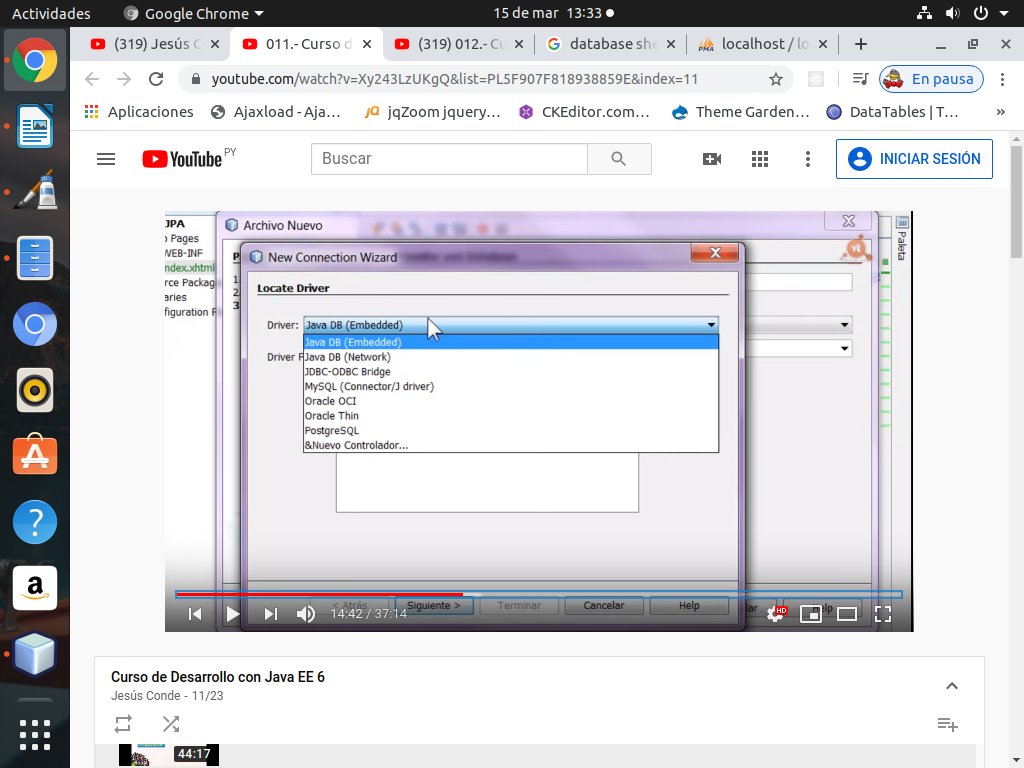 Actividades
Google Chrome
15 de mar 13:33
(319) Jesús C
011.- Curso d
(319) 012.- Cu
database she
localhost / lo
youtube.com/watch?v=Xy243LzUKgQ&list=PL5F907F818938859E&index=11
En pausa
Aplicaciones
Ajaxload - Aja...
jqZoom jquery...
CKEditor.com...
Theme Garden...
DataTables | T...
»
YouTube PY
Buscar
INICIAR SESIÓN
JPA
Archivo Nuevo
Pages
WEB-INF
New Connection Wizard
ndex.xhtml
Paleta
Locate Driver
Driver: Java DB (Embedded)
Java DB (Embedded)
Driver F
Java DB (Network)
JDBC-ODBC Bridge
MySQL (Connector/J driver)
Oracle OCI
Oracle Thin
PostgreSQL
&Nuevo Controlador...
< Atrás
Siguiente >
Terminar
Cancelar
Help
14:42 / 37:14
HD
Curso de Desarrollo con Java EE 6
Jesús Conde - 11/23
44:17